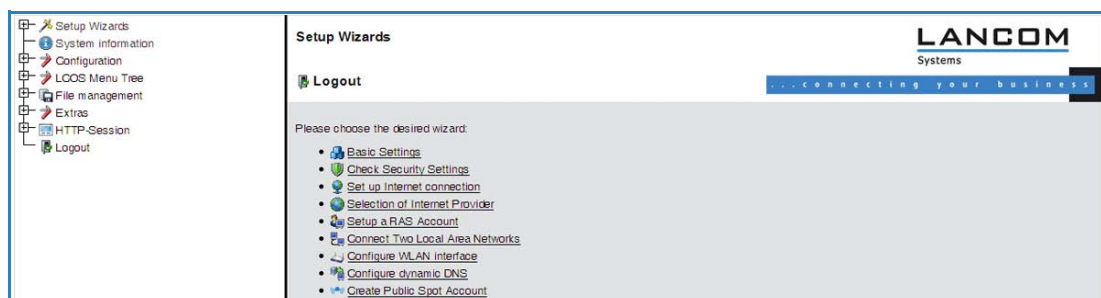 Setup Wizards
System information
Configuration
LCOS Menu Tree
File management
Extras
HTTP-Session
Logout
Setup Wizards
LANCOM
Systems
Logout
...connecting your business
Please choose the desired wizard:
Basic Settings
Check Security Settings
Set up Internet connection
Selection of Internet Provider
Setup a RAS Account
Connect Two Local Area Networks
Configure WLAN interface
Configure dynamic DNS
Create Public Spot Account